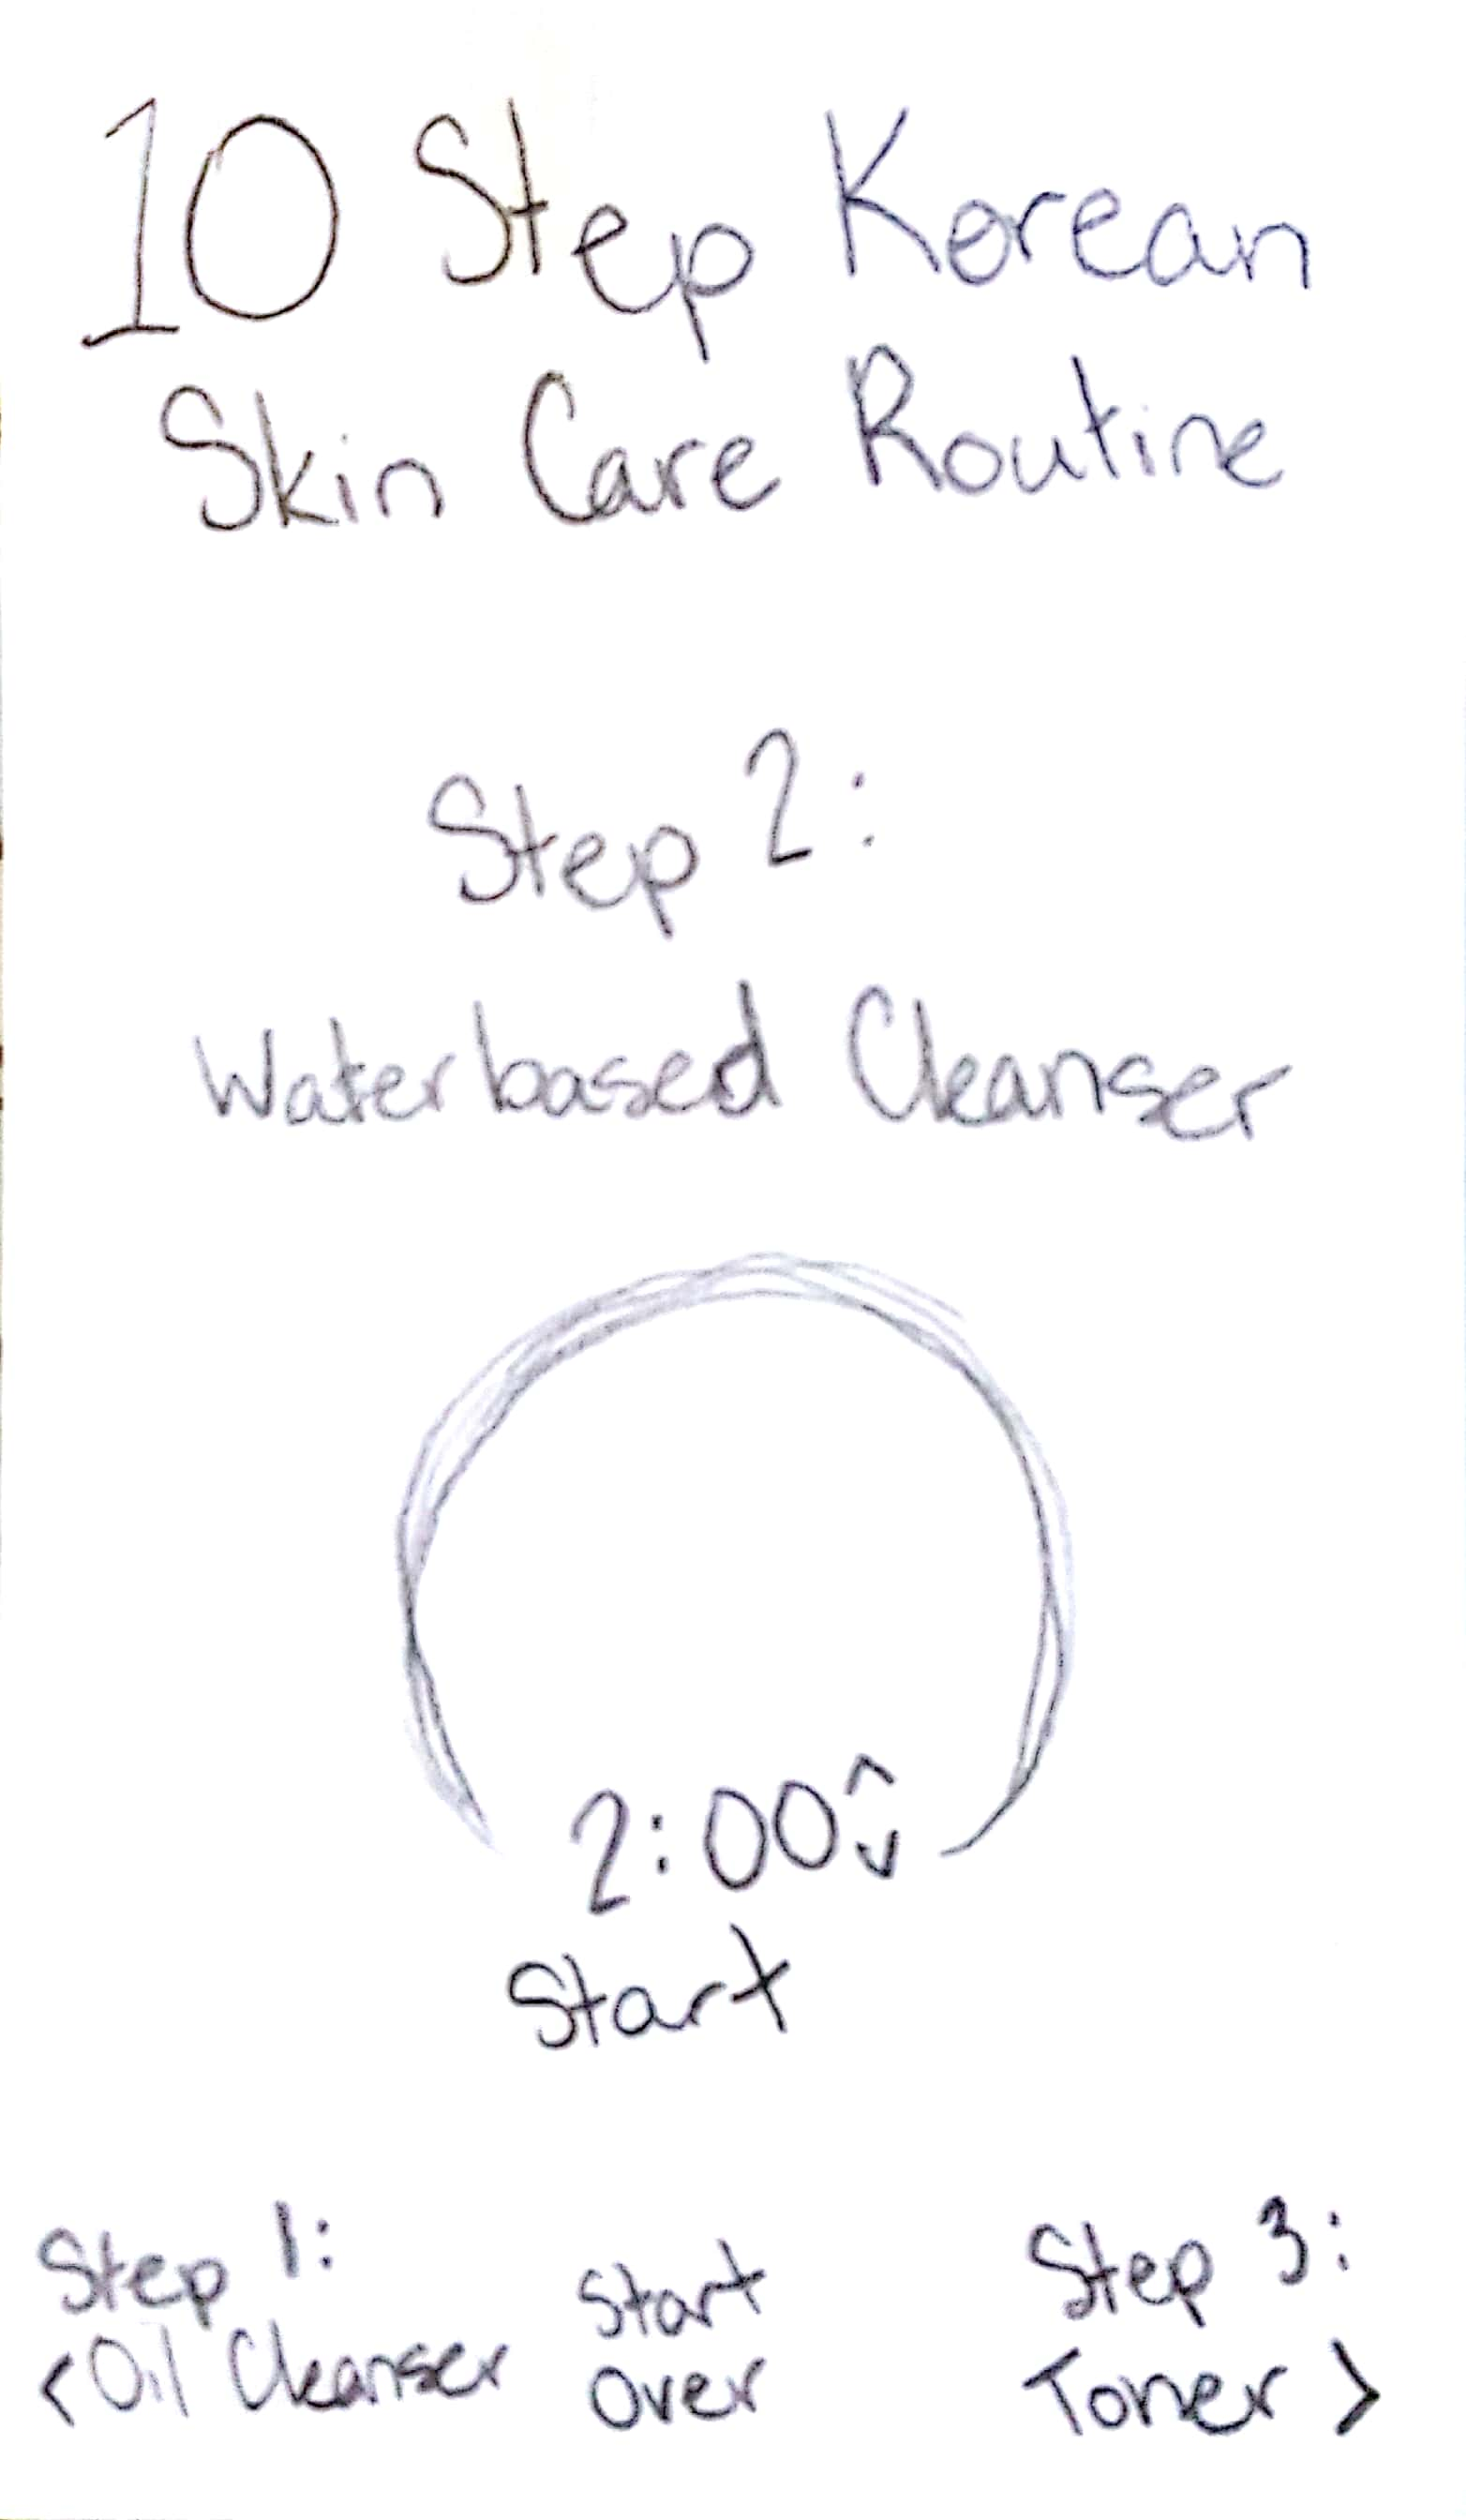 10 Step Korean
Skin Care Routine
Step 2:
Waterbased Cleanser
2:00 ^ v
Start
Step 1:
< Oil Cleanser
Start
Over
Step 3:
Toner >